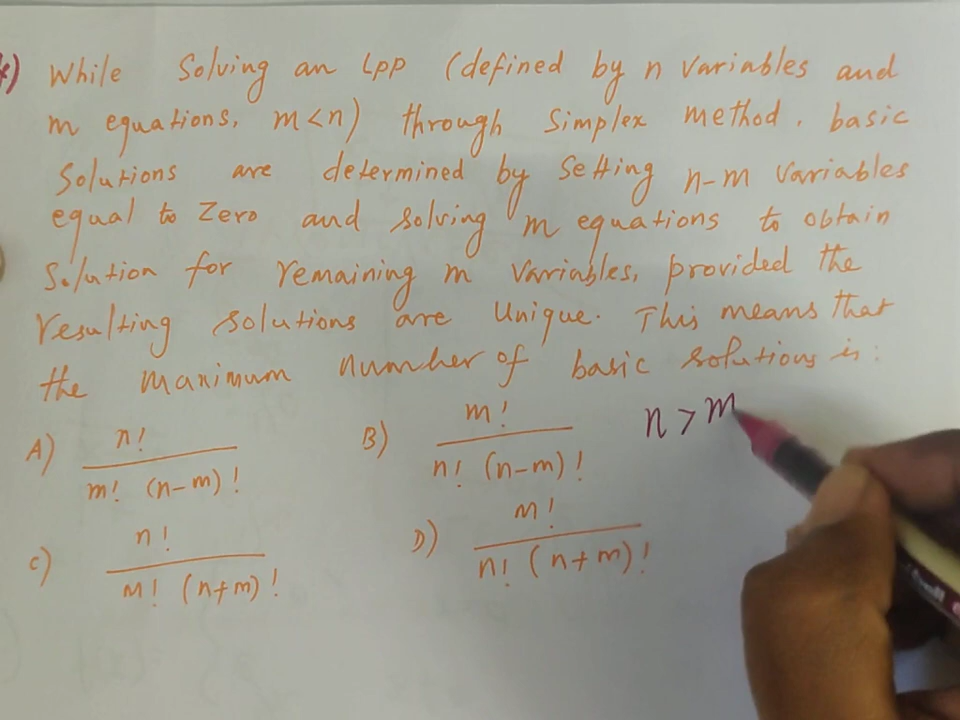 While Solving an LPP (defined by n variables and
m equations, m<n) through Simplex method, basic
Solutions are determined by Setting n-m variables
equal to Zero and solving m equations to obtain
Solution for remaining m variables, provided the
resulting solutions are Unique. This means that
the maximum number of basic solutions is:
A) n! / m! (n-m)! B) m! / n! (n-m)! n > m
C) n! / m! (n+m)! D) m! / n! (n+m)!